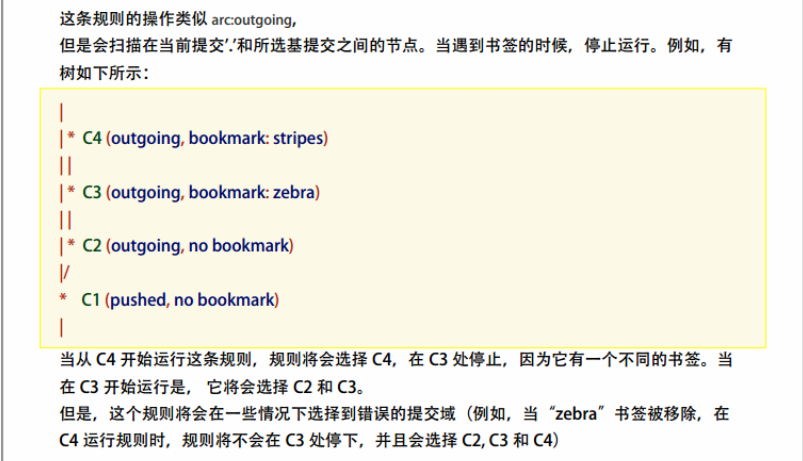 这条规则的操作类似 arc:outgoing,
但是会扫描在当前提交'.'和所选基提交之间的节点。当遇到书签的时候，停止运行。例如，有
树如下所示：
|
| * C4 (outgoing, bookmark: stripes)
| |
| * C3 (outgoing, bookmark: zebra)
| |
| * C2 (outgoing, no bookmark)
|/
* C1 (pushed, no bookmark)
|
当从 C4 开始运行这条规则，规则将会选择 C4，在 C3 处停止，因为它有一个不同的书签。当
在 C3 开始运行是， 它将会选择 C2 和 C3。
但是，这个规则将会在一些情况下选择到错误的提交域（例如，当“zebra”书签被移除，在
C4 运行规则时，规则将不会在 C3 处停下，并且会选择 C2, C3 和 C4）